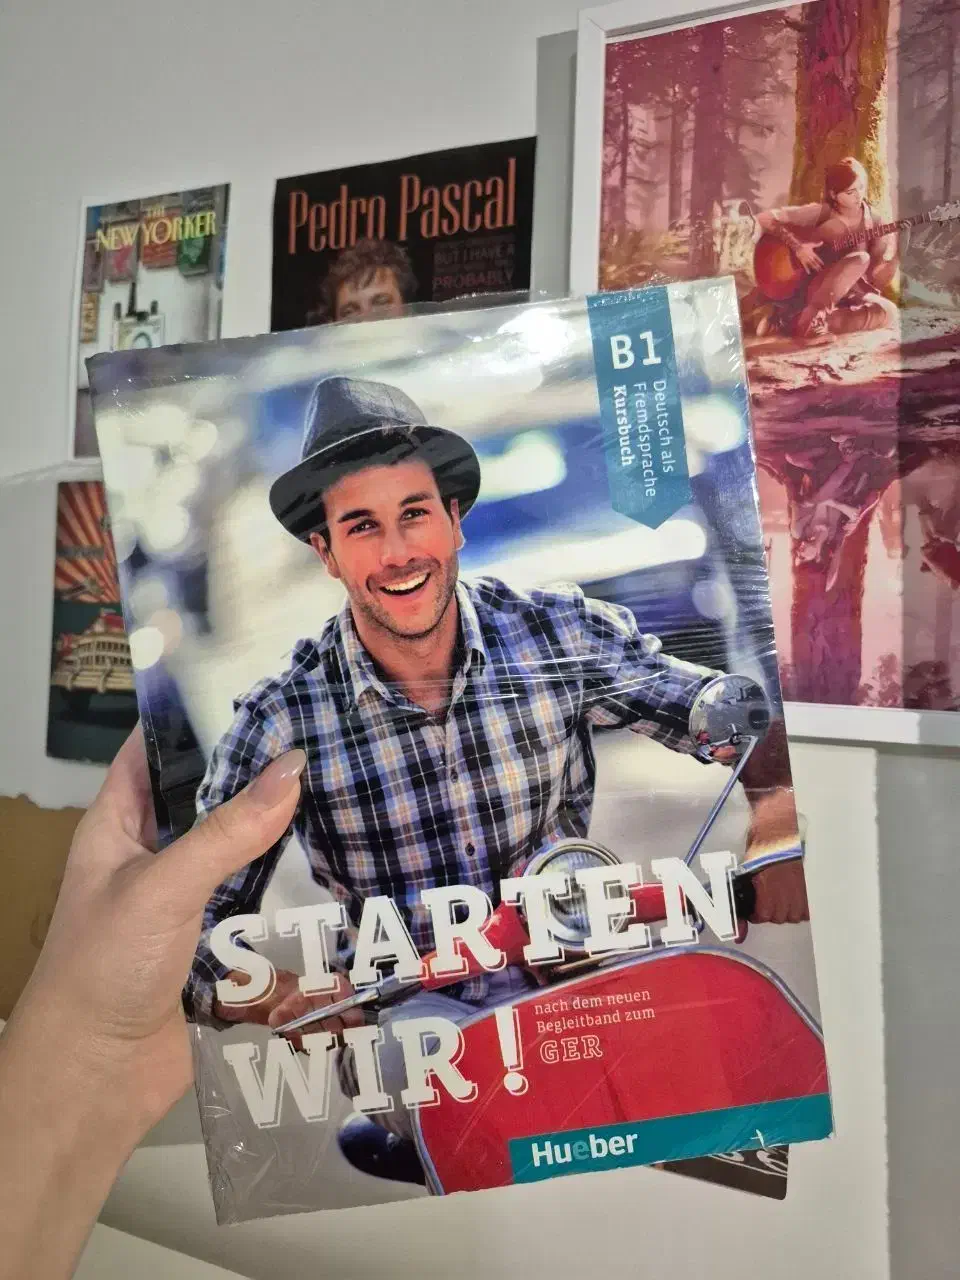 THE
NEW YORKER
Pedro Pascal
BUT I HAVE A
PROBABLY
B1
Deutsch als
Fremdsprache
Kursbuch
STARTEN
WIR!
nach dem neuen
Begleitband zum
GER
Hueber